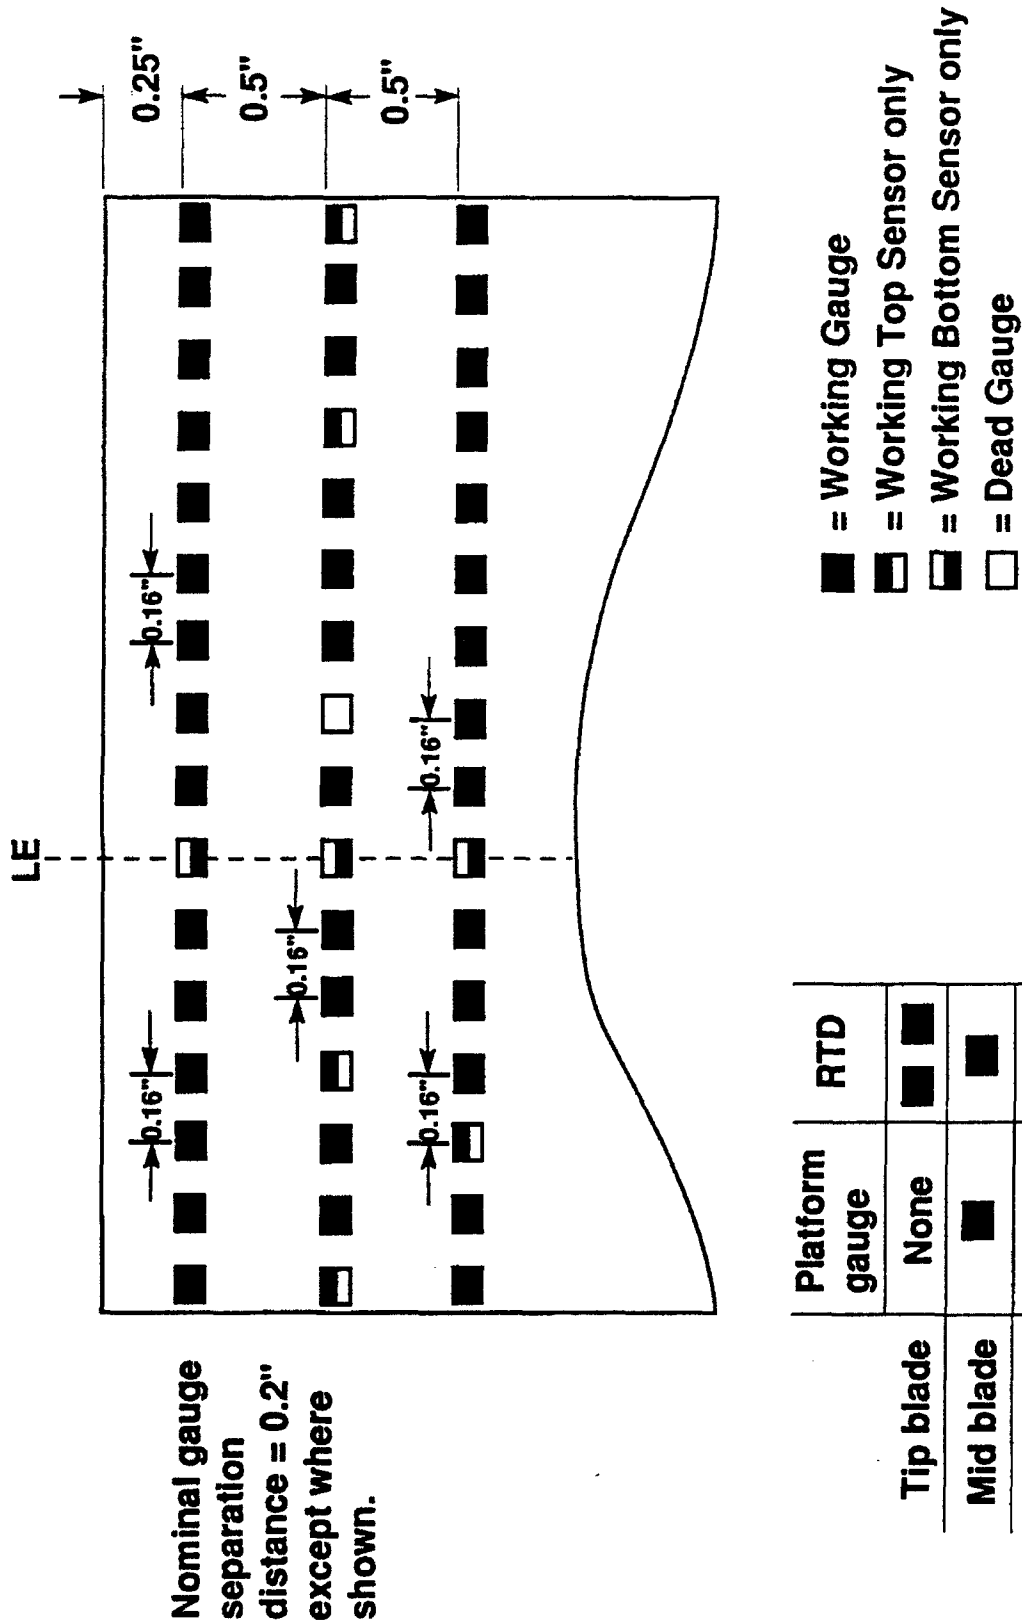 LE
0.16"
0.16"
0.16"
0.16"
0.16"
0.25"
0.5"
0.5"
Nominal gauge
separation
distance = 0.2"
except where
shown.
= Working Gauge
= Working Top Sensor only
= Working Bottom Sensor only
= Dead Gauge
Platform
gauge
RTD
Tip blade
None
Mid blade